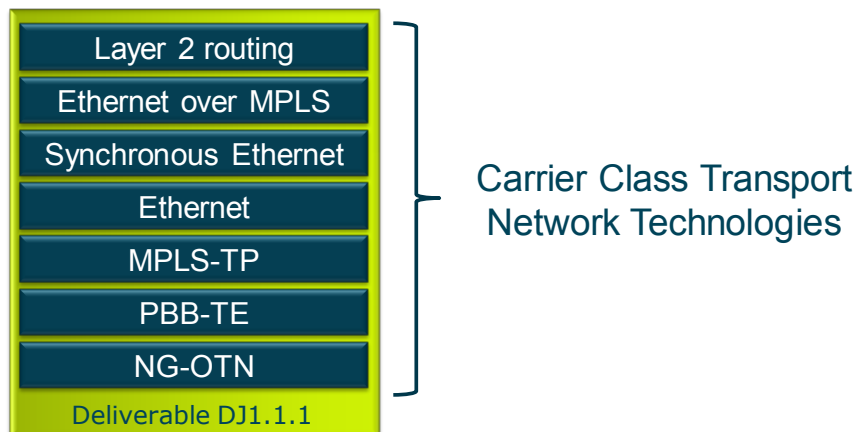 Layer 2 routing
Ethernet over MPLS
Synchronous Ethernet
Ethernet
MPLS-TP
PBB-TE
NG-OTN
Deliverable DJ1.1.1
Carrier Class Transport
Network Technologies